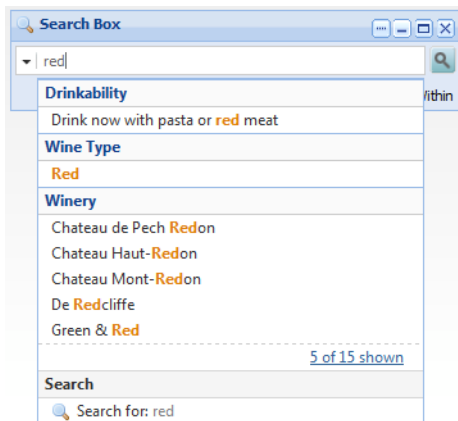 Search Box
red
Drinkability
ithin
Drink now with pasta or red meat
Wine Type
Red
Winery
Chateau de Pech Redon
Chateau Haut-Redon
Chateau Mont-Redon
De Redcliffe
Green & Red
5 of 15 shown
Search
Search for: red